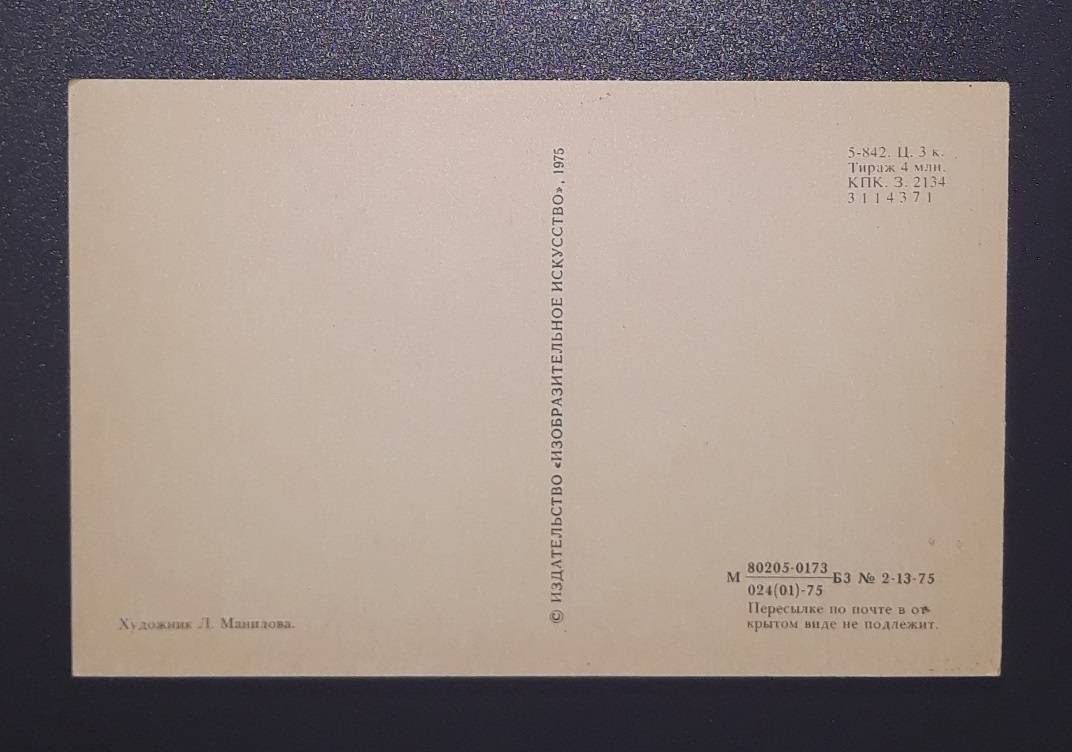 5-842. Ц. 3 к.
Тираж 4 млн.
КПК. З. 2134
3114371
© ИЗДАТЕЛЬСТВО «ИЗОБРАЗИТЕЛЬНОЕ ИСКУССТВО», 1975
М 80205-0173 БЗ № 2-13-75
024(01)-75
Пересылке по почте в от-
крытом виде не подлежит.
Художник Л. Манилова.